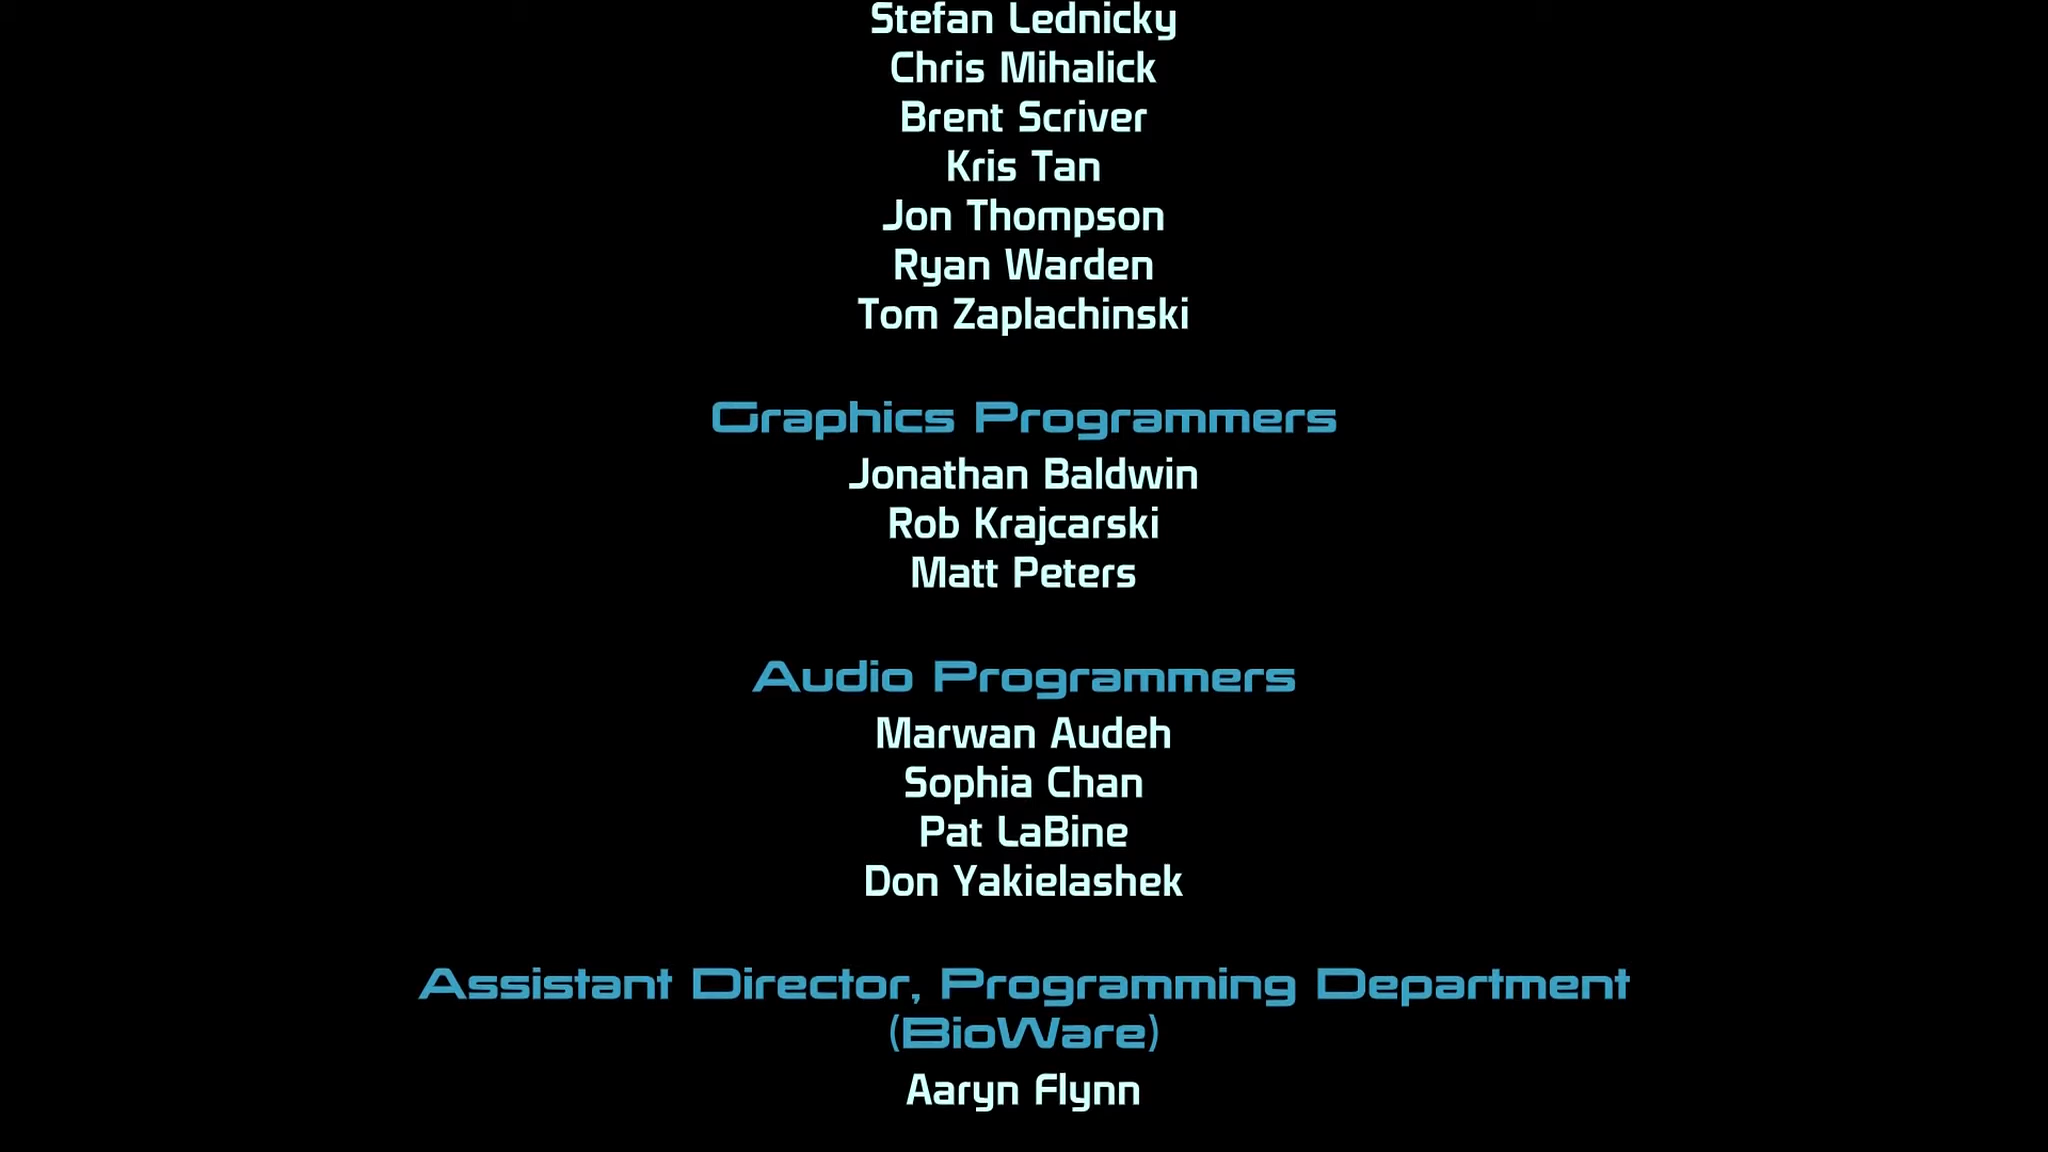 Stefan Lednicky
Chris Mihalick
Brent Scriver
Kris Tan
Jon Thompson
Ryan Warden
Tom Zaplachinski
Graphics Programmers
Jonathan Baldwin
Rob Krajcarski
Matt Peters
Audio Programmers
Marwan Audeh
Sophia Chan
Pat LaBine
Don Yakielashek
Assistant Director, Programming Department
(BioWare)
Aaryn Flynn